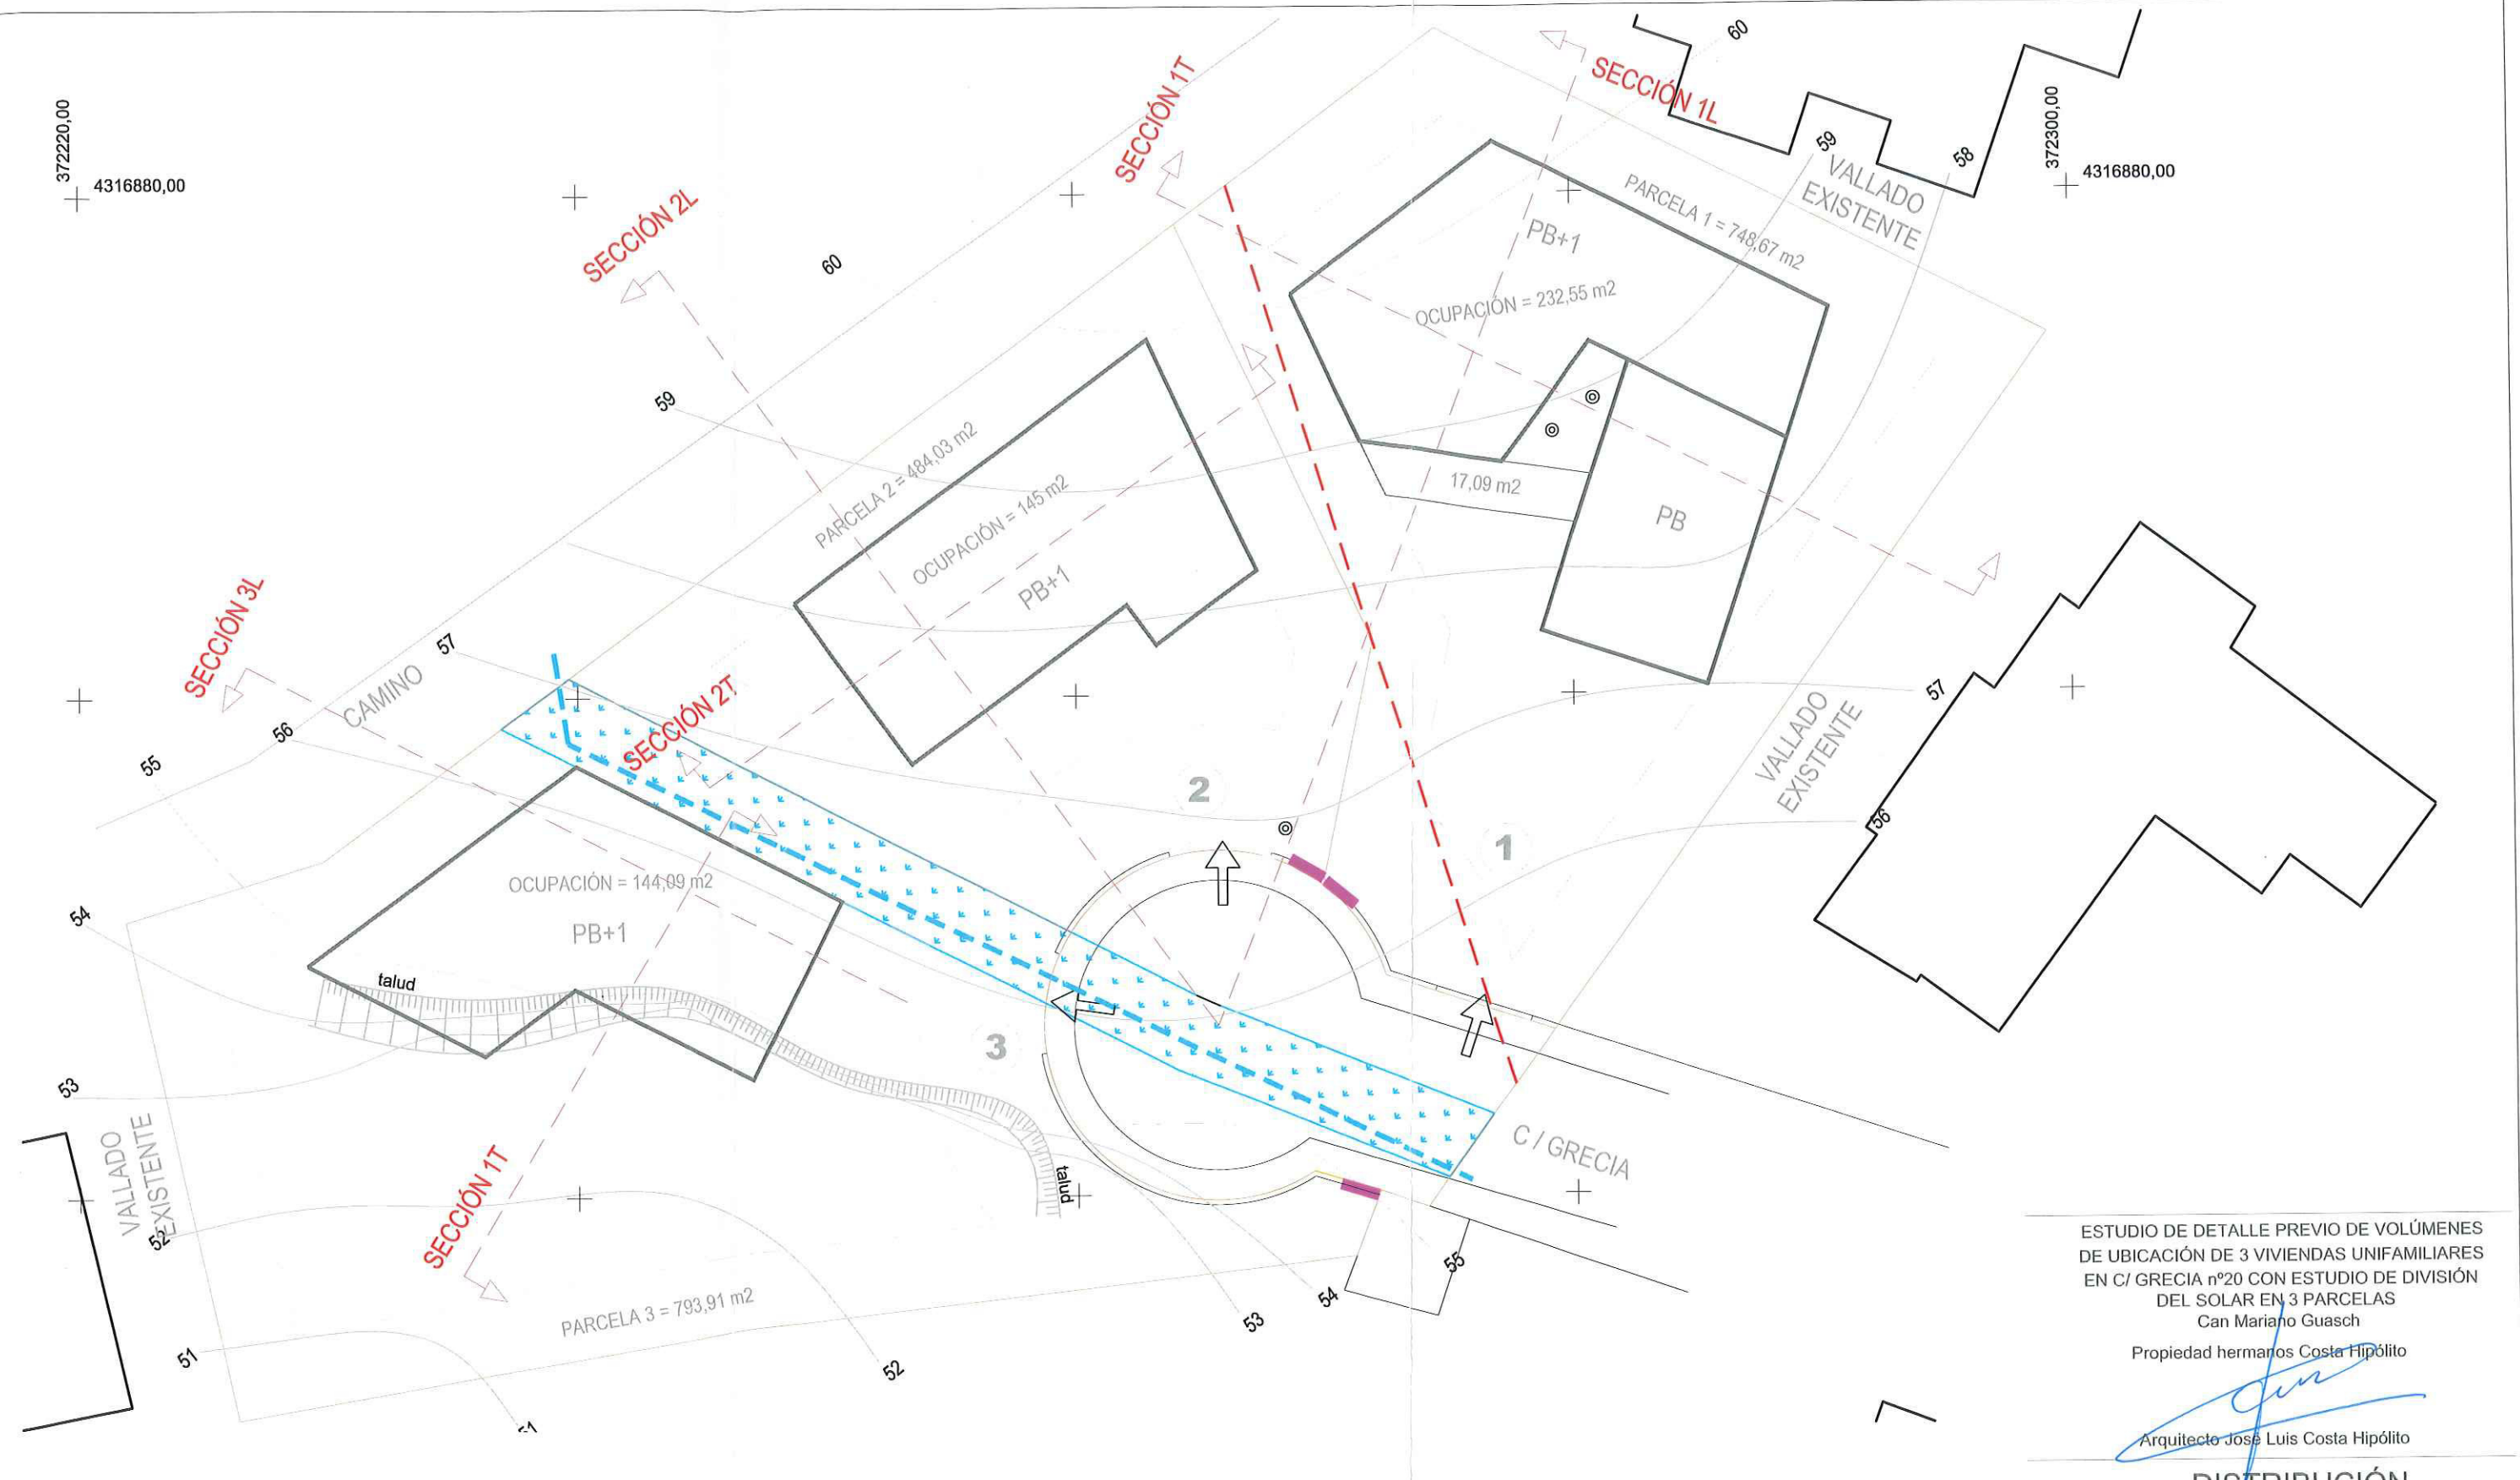 372220,00
4316880,00
SECCIÓN 1T
SECCIÓN 1L
60
59
58
372300,00
4316880,00
VALLADO
EXISTENTE
SECCIÓN 2L
60
PARCELA 1 = 748,67 m2
PB+1
OCUPACIÓN = 232,55 m2
59
PARCELA 2 = 484,03 m2
OCUPACIÓN = 145 m2
PB+1
17,09 m2
PB
SECCIÓN 3L
57
CAMINO
56
55
SECCIÓN 2T
57
VALLADO
EXISTENTE
56
2
1
OCUPACIÓN = 144,09 m2
PB+1
54
talud
3
53
VALLADO
EXISTENTE
talud
C / GRECIA
SECCIÓN 1T
52
55
54
53
PARCELA 3 = 793,91 m2
51
52
51
ESTUDIO DE DETALLE PREVIO DE VOLÚMENES
DE UBICACIÓN DE 3 VIVIENDAS UNIFAMILIARES
EN C/ GRECIA nº20 CON ESTUDIO DE DIVISIÓN
DEL SOLAR EN 3 PARCELAS
Can Mariano Guasch
Propiedad hermanos Costa Hipólito
Arquitecto José Luis Costa Hipólito
DISTRIBUCIÓN